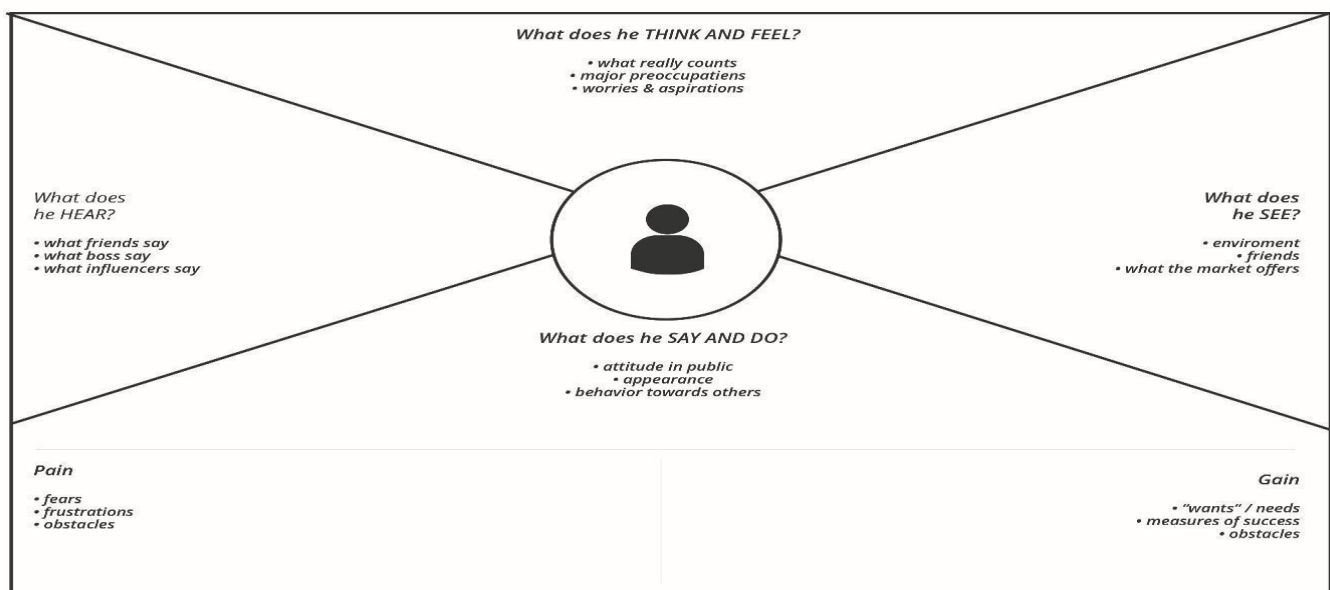 What does he THINK AND FEEL?
• what really counts
• major preoccupatiens
• worries & aspirations
What does
he HEAR?
• what friends say
• what boss say
• what influencers say
What does
he SEE?
• enviroment
• friends
• what the market offers
What does he SAY AND DO?
• attitude in public
• appearance
• behavior towards others
Pain
• fears
• frustrations
• obstacles
Gain
• "wants" / needs
• measures of success
• obstacles